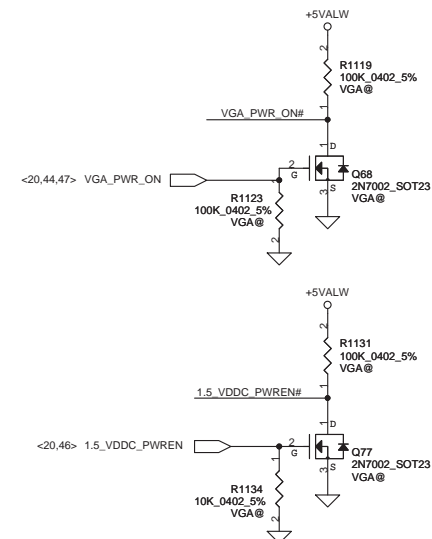 +5VALW
2
R1119
100K_0402_5%
VGA@
1
VGA_PWR_ON#
1
D
<20,44,47> VGA_PWR_ON
2
G
Q68
2N7002_SOT23
VGA@
3
S
1
R1123
100K_0402_5%
VGA@
2
+5VALW
2
R1131
100K_0402_5%
VGA@
1
1.5_VDDC_PWREN#
1
D
<20,46> 1.5_VDDC_PWREN
2
G
Q77
2N7002_SOT23
VGA@
3
S
1
R1134
10K_0402_5%
VGA@
2